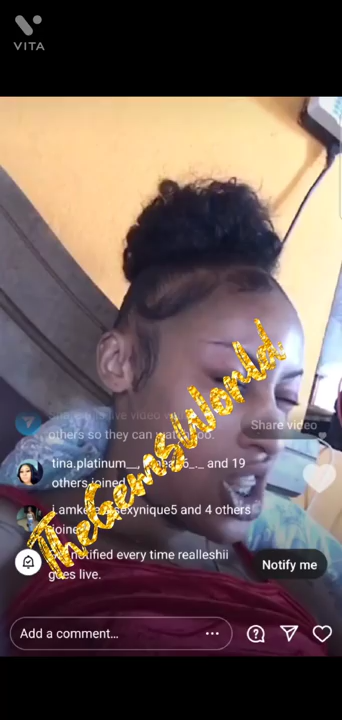 VITA
Share this live video with
others so they can watch too.
Share video
tina.platinum__,
and 19
others joined
and 4 others
joined
TheGemsWorld
notified every time realleshii
goes live.
Notify me
Add a comment...